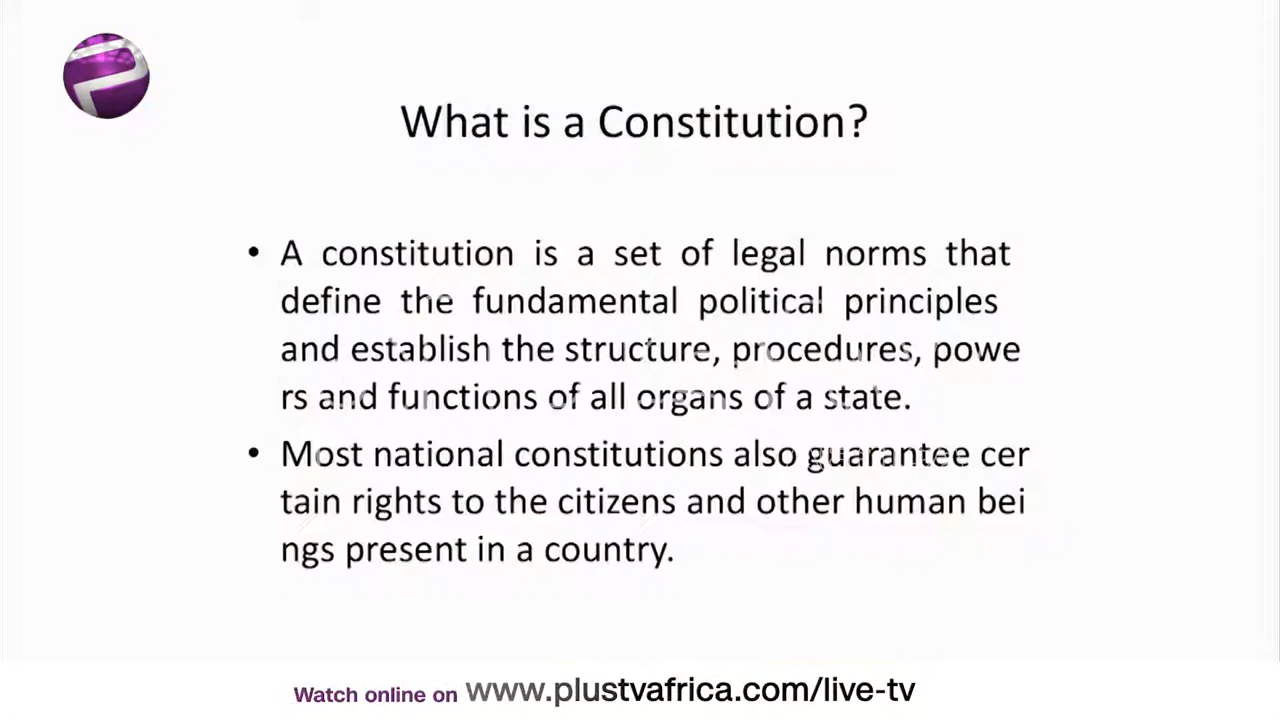 What is a Constitution?
• A constitution is a set of legal norms that
define the fundamental political principles
and establish the structure, procedures, powe
rs and functions of all organs of a state.
• Most national constitutions also guarantee cer
tain rights to the citizens and other human bei
ngs present in a country.
Watch online on www.plustvafrica.com/live-tv